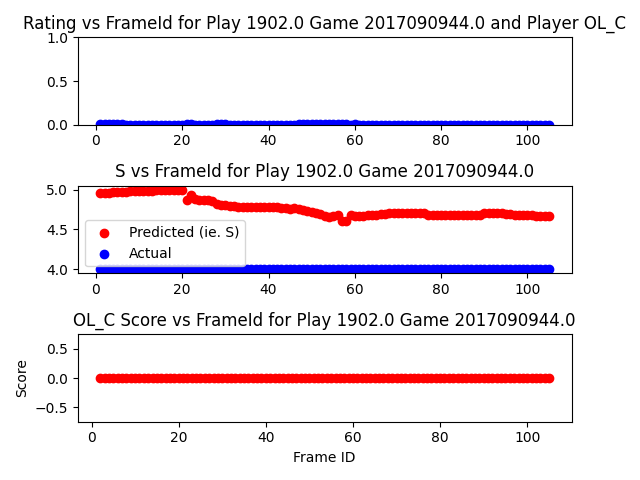 Rating vs FrameId for Play 1902.0 Game 2017090944.0 and Player OL_C
1.0
0.5
0.0
0 20 40 60 80 100
S vs FrameId for Play 1902.0 Game 2017090944.0
5.0
4.5
4.0
Predicted (ie. S)
Actual
0 20 40 60 80 100
OL_C Score vs FrameId for Play 1902.0 Game 2017090944.0
Score
0.5
0.0
−0.5
0 20 40 60 80 100
Frame ID